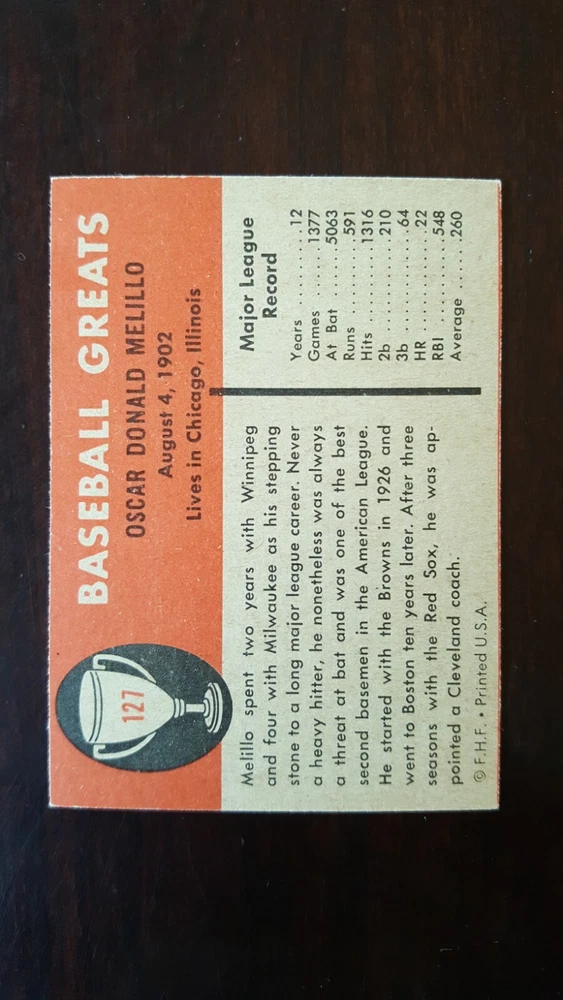 127
BASEBALL GREATS
OSCAR DONALD MELILLO
August 4, 1902
Lives in Chicago, Illinois
Melillo spent two years with Winnipeg
and four with Milwaukee as his stepping
stone to a long major league career. Never
a heavy hitter, he nonetheless was always
a threat at bat and was one of the best
second basemen in the American League.
He started with the Browns in 1926 and
went to Boston ten years later. After three
seasons with the Red Sox, he was ap-
pointed a Cleveland coach.
© F.H.F. • Printed U.S.A.
Major League
Record
Years ..........12
Games ......1377
At Bat .....5063
Runs ........591
Hits ........1316
2b ..........210
3b ............64
HR ............22
RBI ..........548
Average ......260